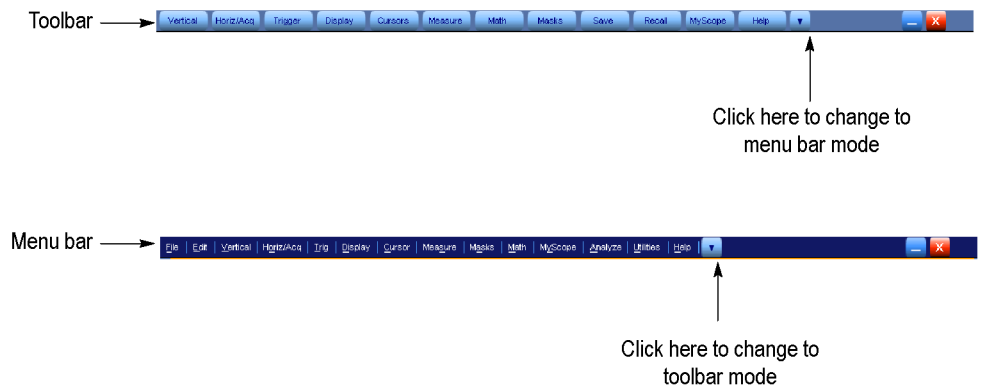 Toolbar
Vertical Horiz/Acq Trigger Display Cursors Measure Math Masks Save Recall MyScope Help ▼ X
Click here to change to
menu bar mode
Menu bar
File Edit Vertical Horiz/Acq Trig Display Cursor Measure Masks Math MyScope Analyze Utilities Help ▼ X
Click here to change to
toolbar mode